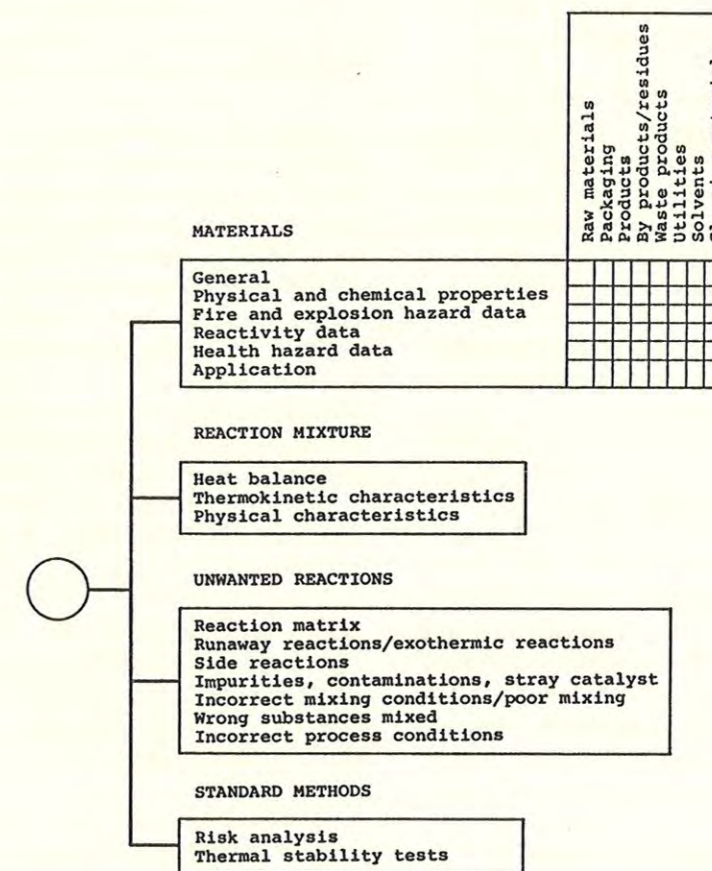 Raw materials
Packaging
Products
By products/residues
Waste products
Utilities
Solvents
MATERIALS
General
Physical and chemical properties
Fire and explosion hazard data
Reactivity data
Health hazard data
Application
REACTION MIXTURE
Heat balance
Thermokinetic characteristics
Physical characteristics
UNWANTED REACTIONS
Reaction matrix
Runaway reactions/exothermic reactions
Side reactions
Impurities, contaminations, stray catalyst
Incorrect mixing conditions/poor mixing
Wrong substances mixed
Incorrect process conditions
STANDARD METHODS
Risk analysis
Thermal stability tests